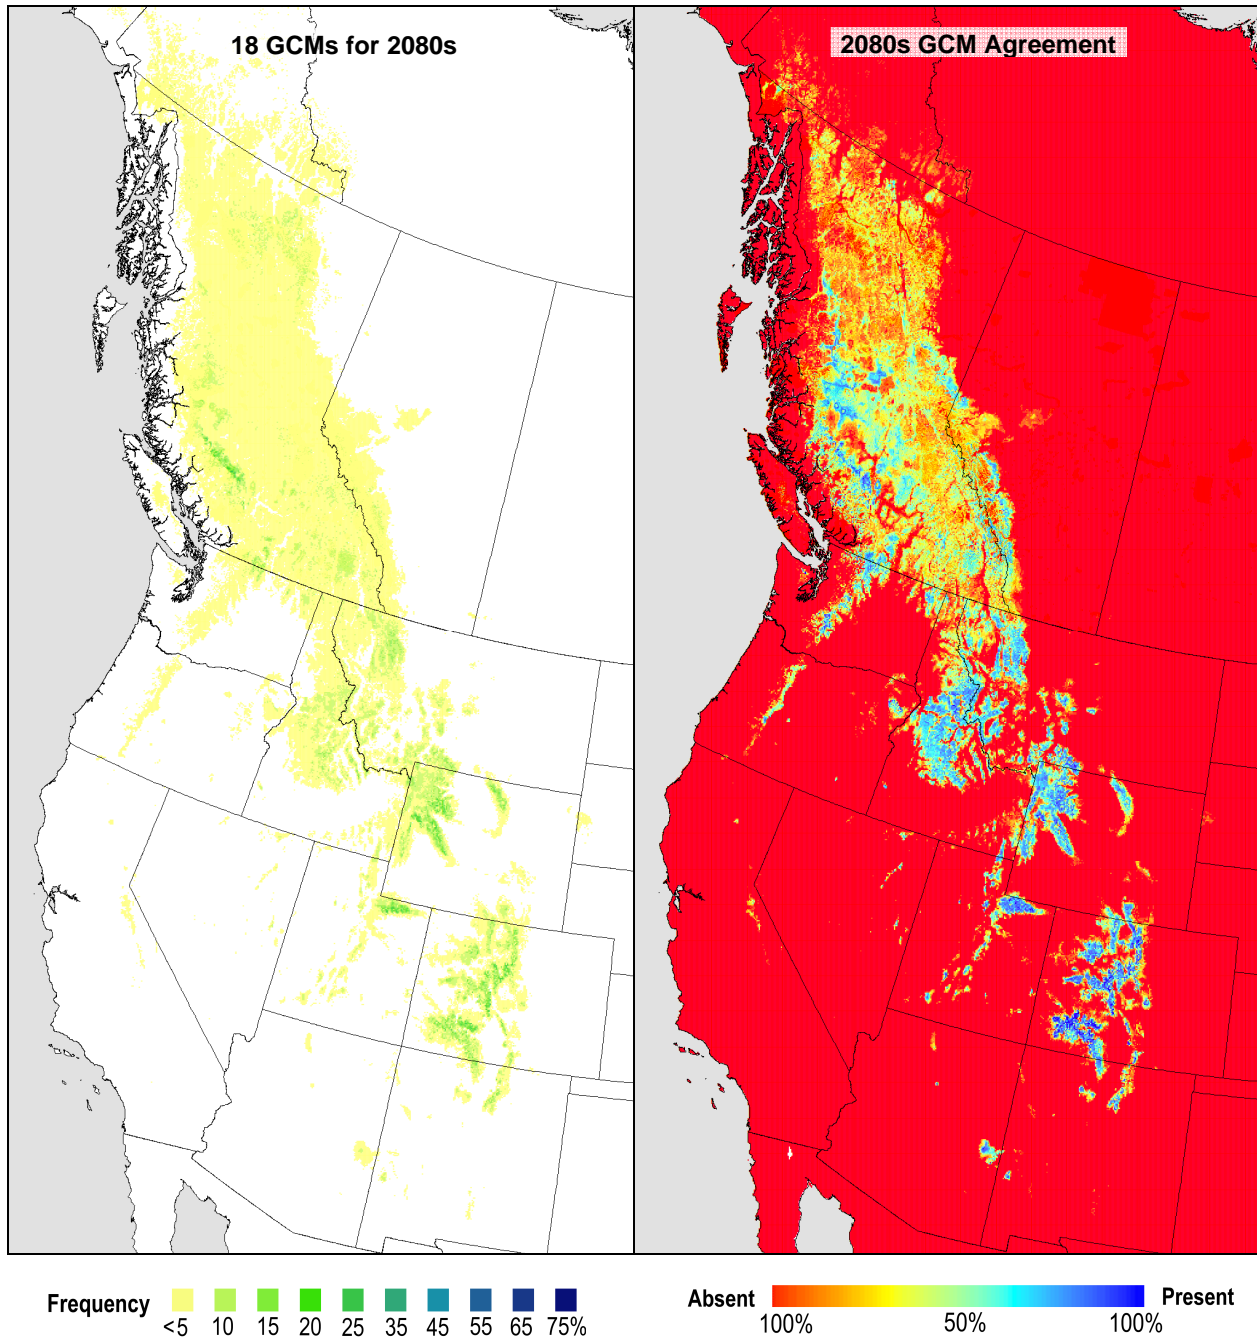 18 GCMs for 2080s
2080s GCM Agreement
Frequency
<5 10 15 20 25 35 45 55 65 75%
Absent Present
100% 50% 100%